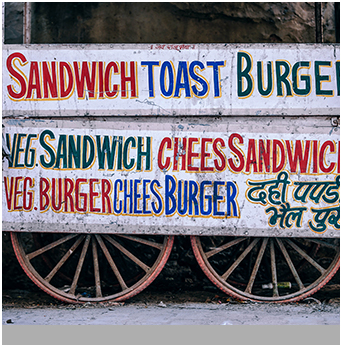 SANDWICH TOAST BURGE
VEG. SANDWICH CHEES SANDWIC
VEG. BURGER CHEES BURGER दही पपडी
भेल पुरी